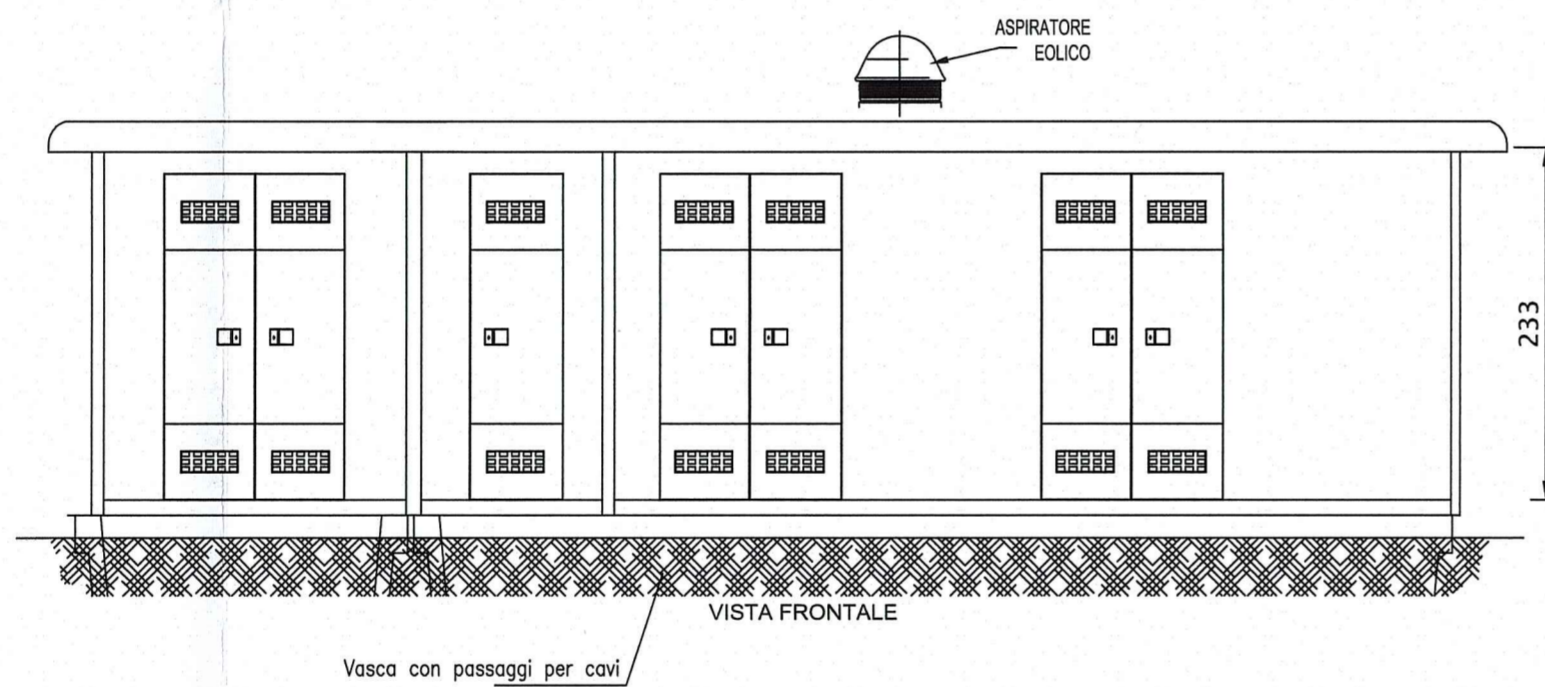 ASPIRATORE
EOLICO
233
VISTA FRONTALE
Vasca con passaggi per cavi